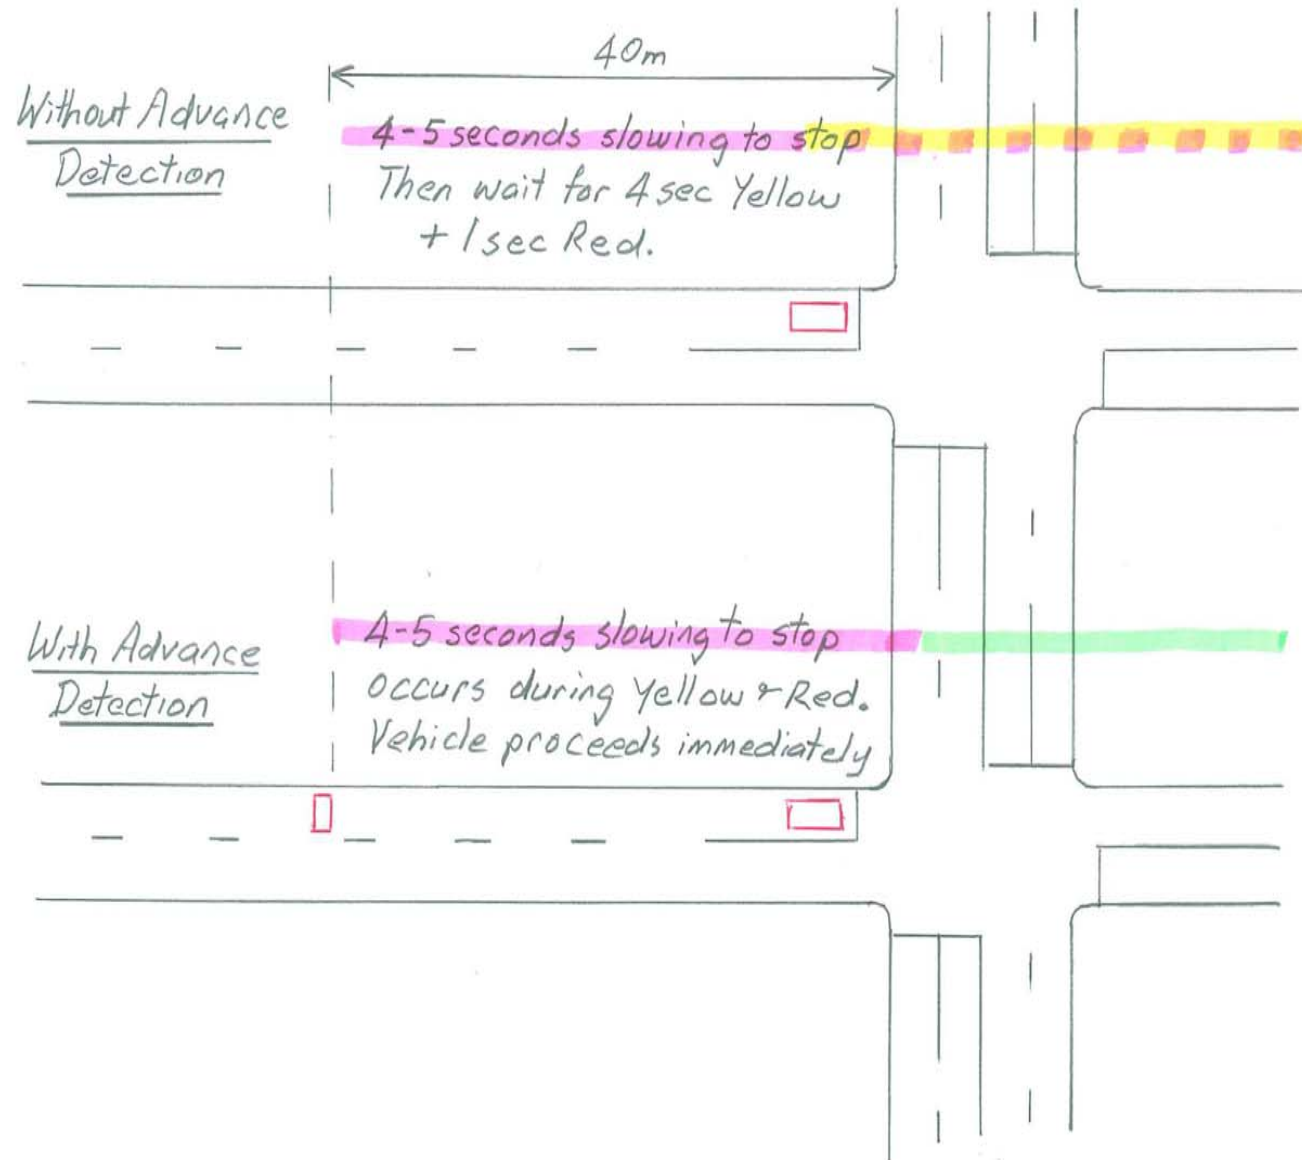 40m
Without Advance
Detection
4-5 seconds slowing to stop
Then wait for 4 sec Yellow
+ 1 sec Red.
With Advance
Detection
4-5 seconds slowing to stop
occurs during Yellow & Red.
Vehicle proceeds immediately